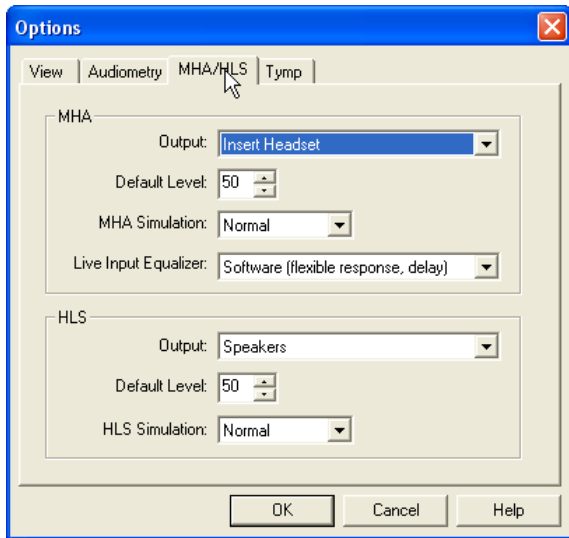 Options
View Audiometry MHA/HLS Tymp
MHA
Output: Insert Headset
Default Level: 50
MHA Simulation: Normal
Live Input Equalizer: Software (flexible response, delay)
HLS
Output: Speakers
Default Level: 50
HLS Simulation: Normal
OK Cancel Help